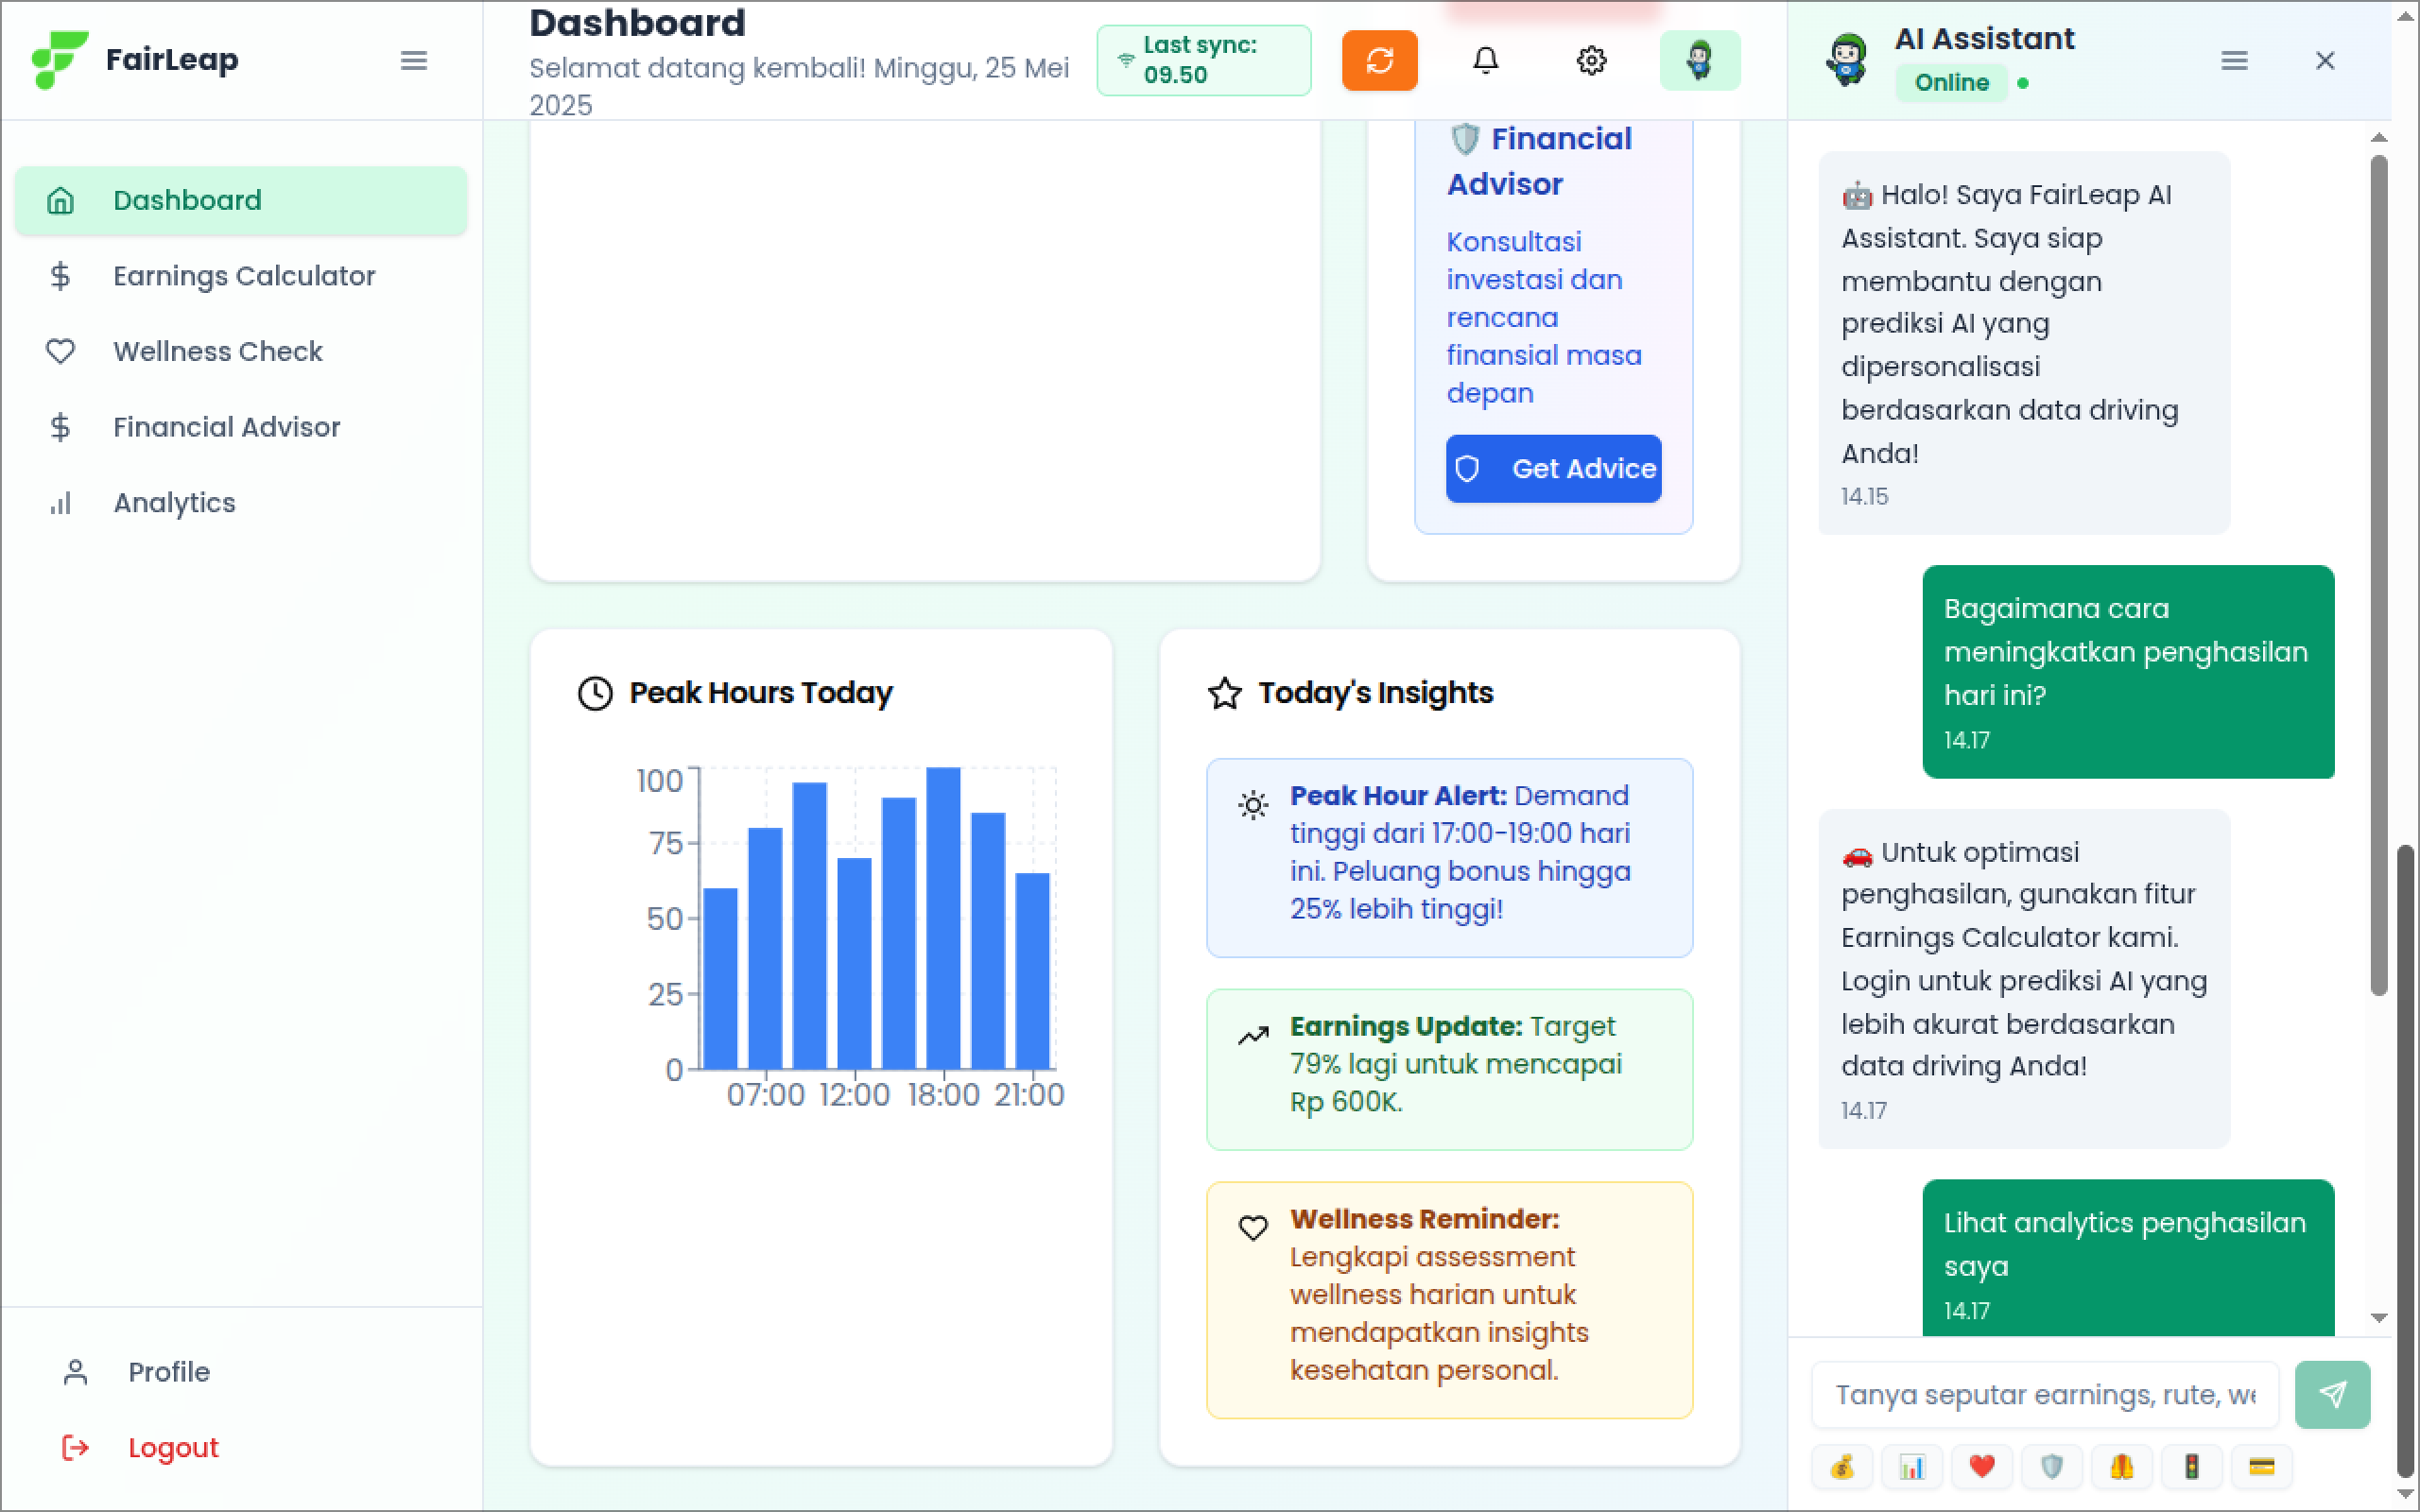 FairLeap
Dashboard
Earnings Calculator
Wellness Check
Financial Advisor
Analytics
Profile
Logout
Dashboard
Selamat datang kembali! Minggu, 25 Mei
2025
Last sync:
09.50
🛡️ Financial
Advisor
Konsultasi
investasi dan
rencana
finansial masa
depan
Get Advice
Peak Hours Today
100
75
50
25
0
07:00 12:00 18:00 21:00
Today's Insights
Peak Hour Alert: Demand
tinggi dari 17:00-19:00 hari
ini. Peluang bonus hingga
25% lebih tinggi!
Earnings Update: Target
79% lagi untuk mencapai
Rp 600K.
Wellness Reminder:
Lengkapi assessment
wellness harian untuk
mendapatkan insights
kesehatan personal.
AI Assistant
Online
🤖 Halo! Saya FairLeap AI
Assistant. Saya siap
membantu dengan
prediksi AI yang
dipersonalisasi
berdasarkan data driving
Anda!
14.15
Bagaimana cara
meningkatkan penghasilan
hari ini?
14.17
🚗 Untuk optimasi
penghasilan, gunakan fitur
Earnings Calculator kami.
Login untuk prediksi AI yang
lebih akurat berdasarkan
data driving Anda!
14.17
Lihat analytics penghasilan
saya
14.17
Tanya seputar earnings, rute, we